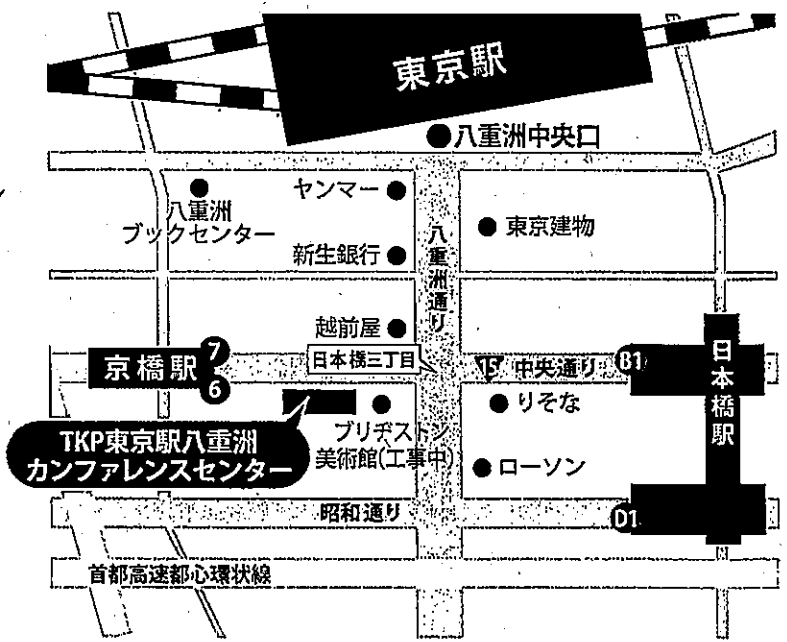 東京駅
八重洲中央口
八重洲
ブックセンター
ヤンマー
東京建物
新生銀行
八重洲通り
越前屋
日本橋三丁目
京橋駅
7
6
15
中央通り
B1
日本橋駅
りそな
ブリヂストン
美術館(工事中)
TKP東京駅八重洲
カンファレンスセンター
ローソン
昭和通り
D1
首都高速都心環状線